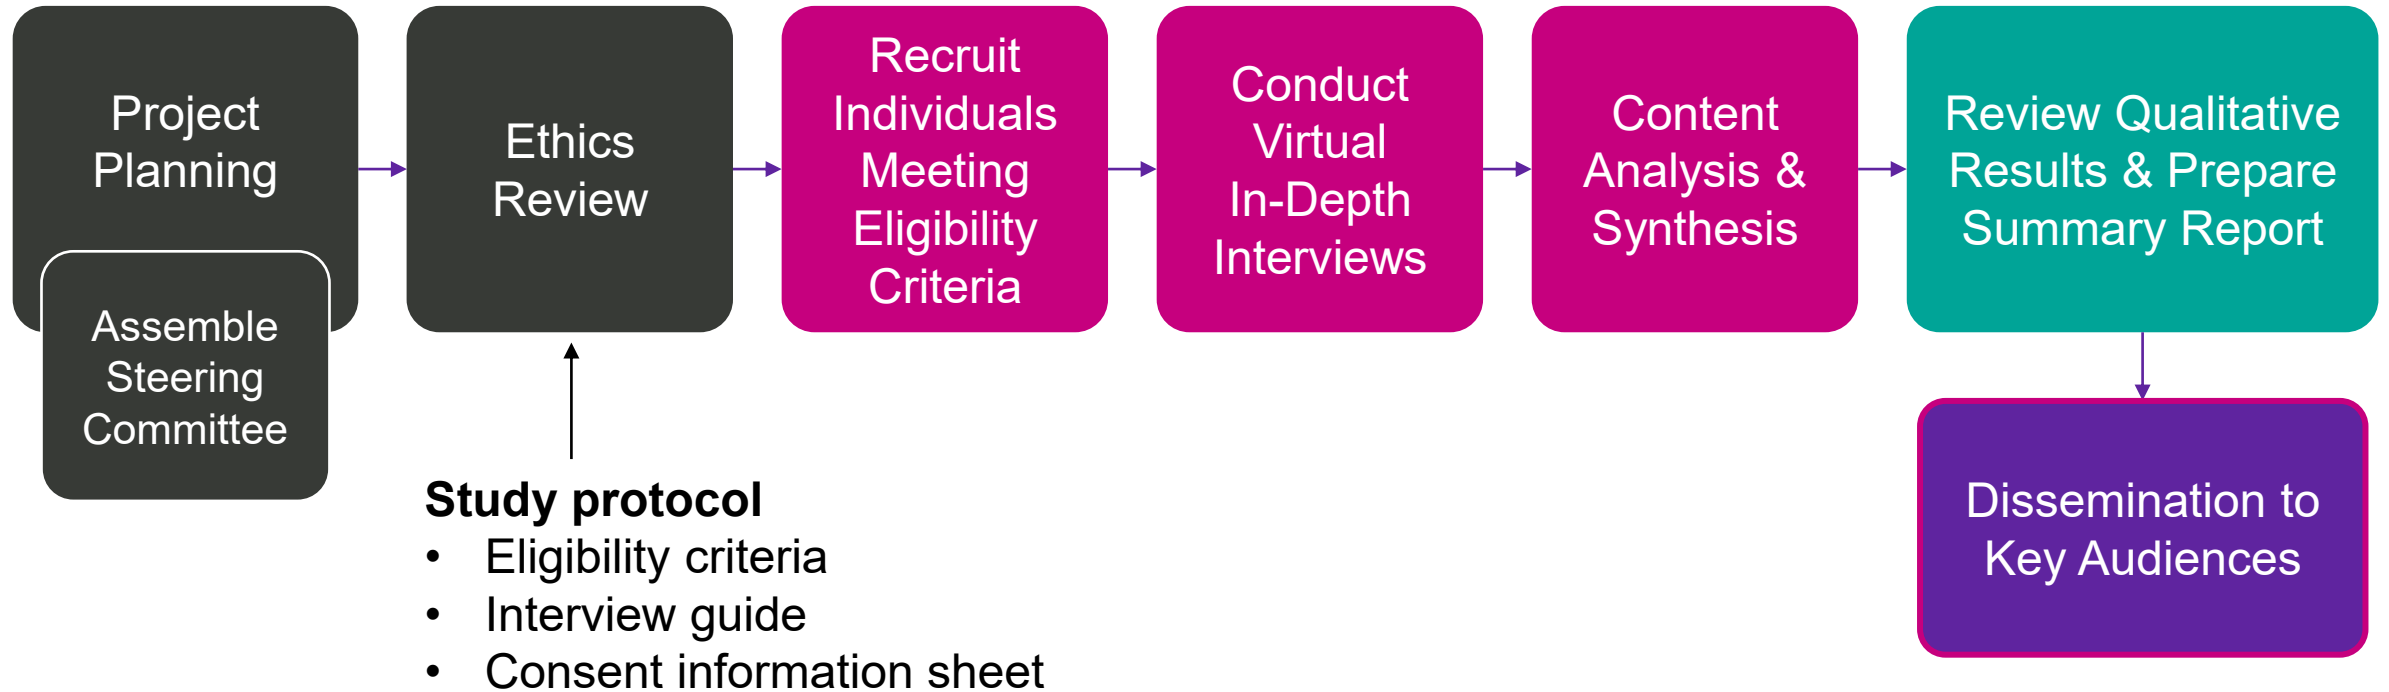 Project
Planning
Assemble
Steering
Committee
Ethics
Review
Study protocol
• Eligibility criteria
• Interview guide
• Consent information sheet
Recruit
Individuals
Meeting
Eligibility
Criteria
Conduct
Virtual
In-Depth
Interviews
Content
Analysis &
Synthesis
Review Qualitative
Results & Prepare
Summary Report
Dissemination to
Key Audiences